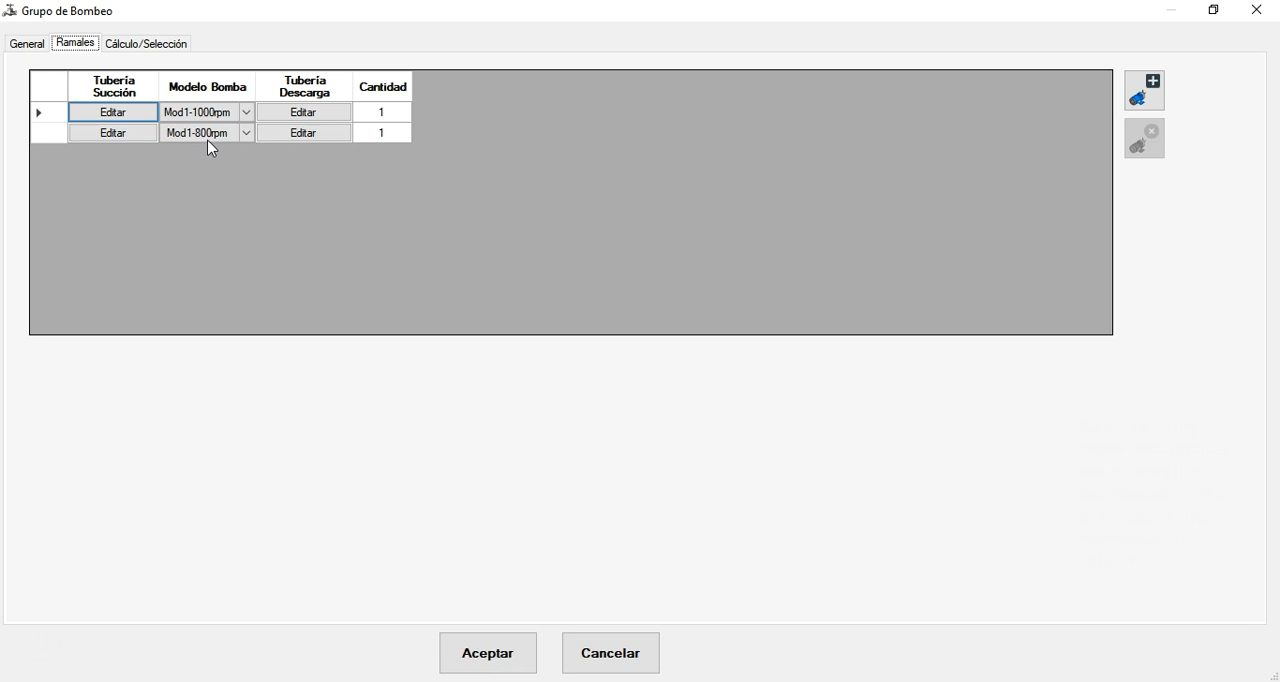 Grupo de Bombeo
General Ramales Cálculo/Selección
Tubería Succión Modelo Bomba Tubería Descarga Cantidad
Editar Mod1-1000rpm Editar 1
Editar Mod1-800rpm Editar 1
Aceptar Cancelar